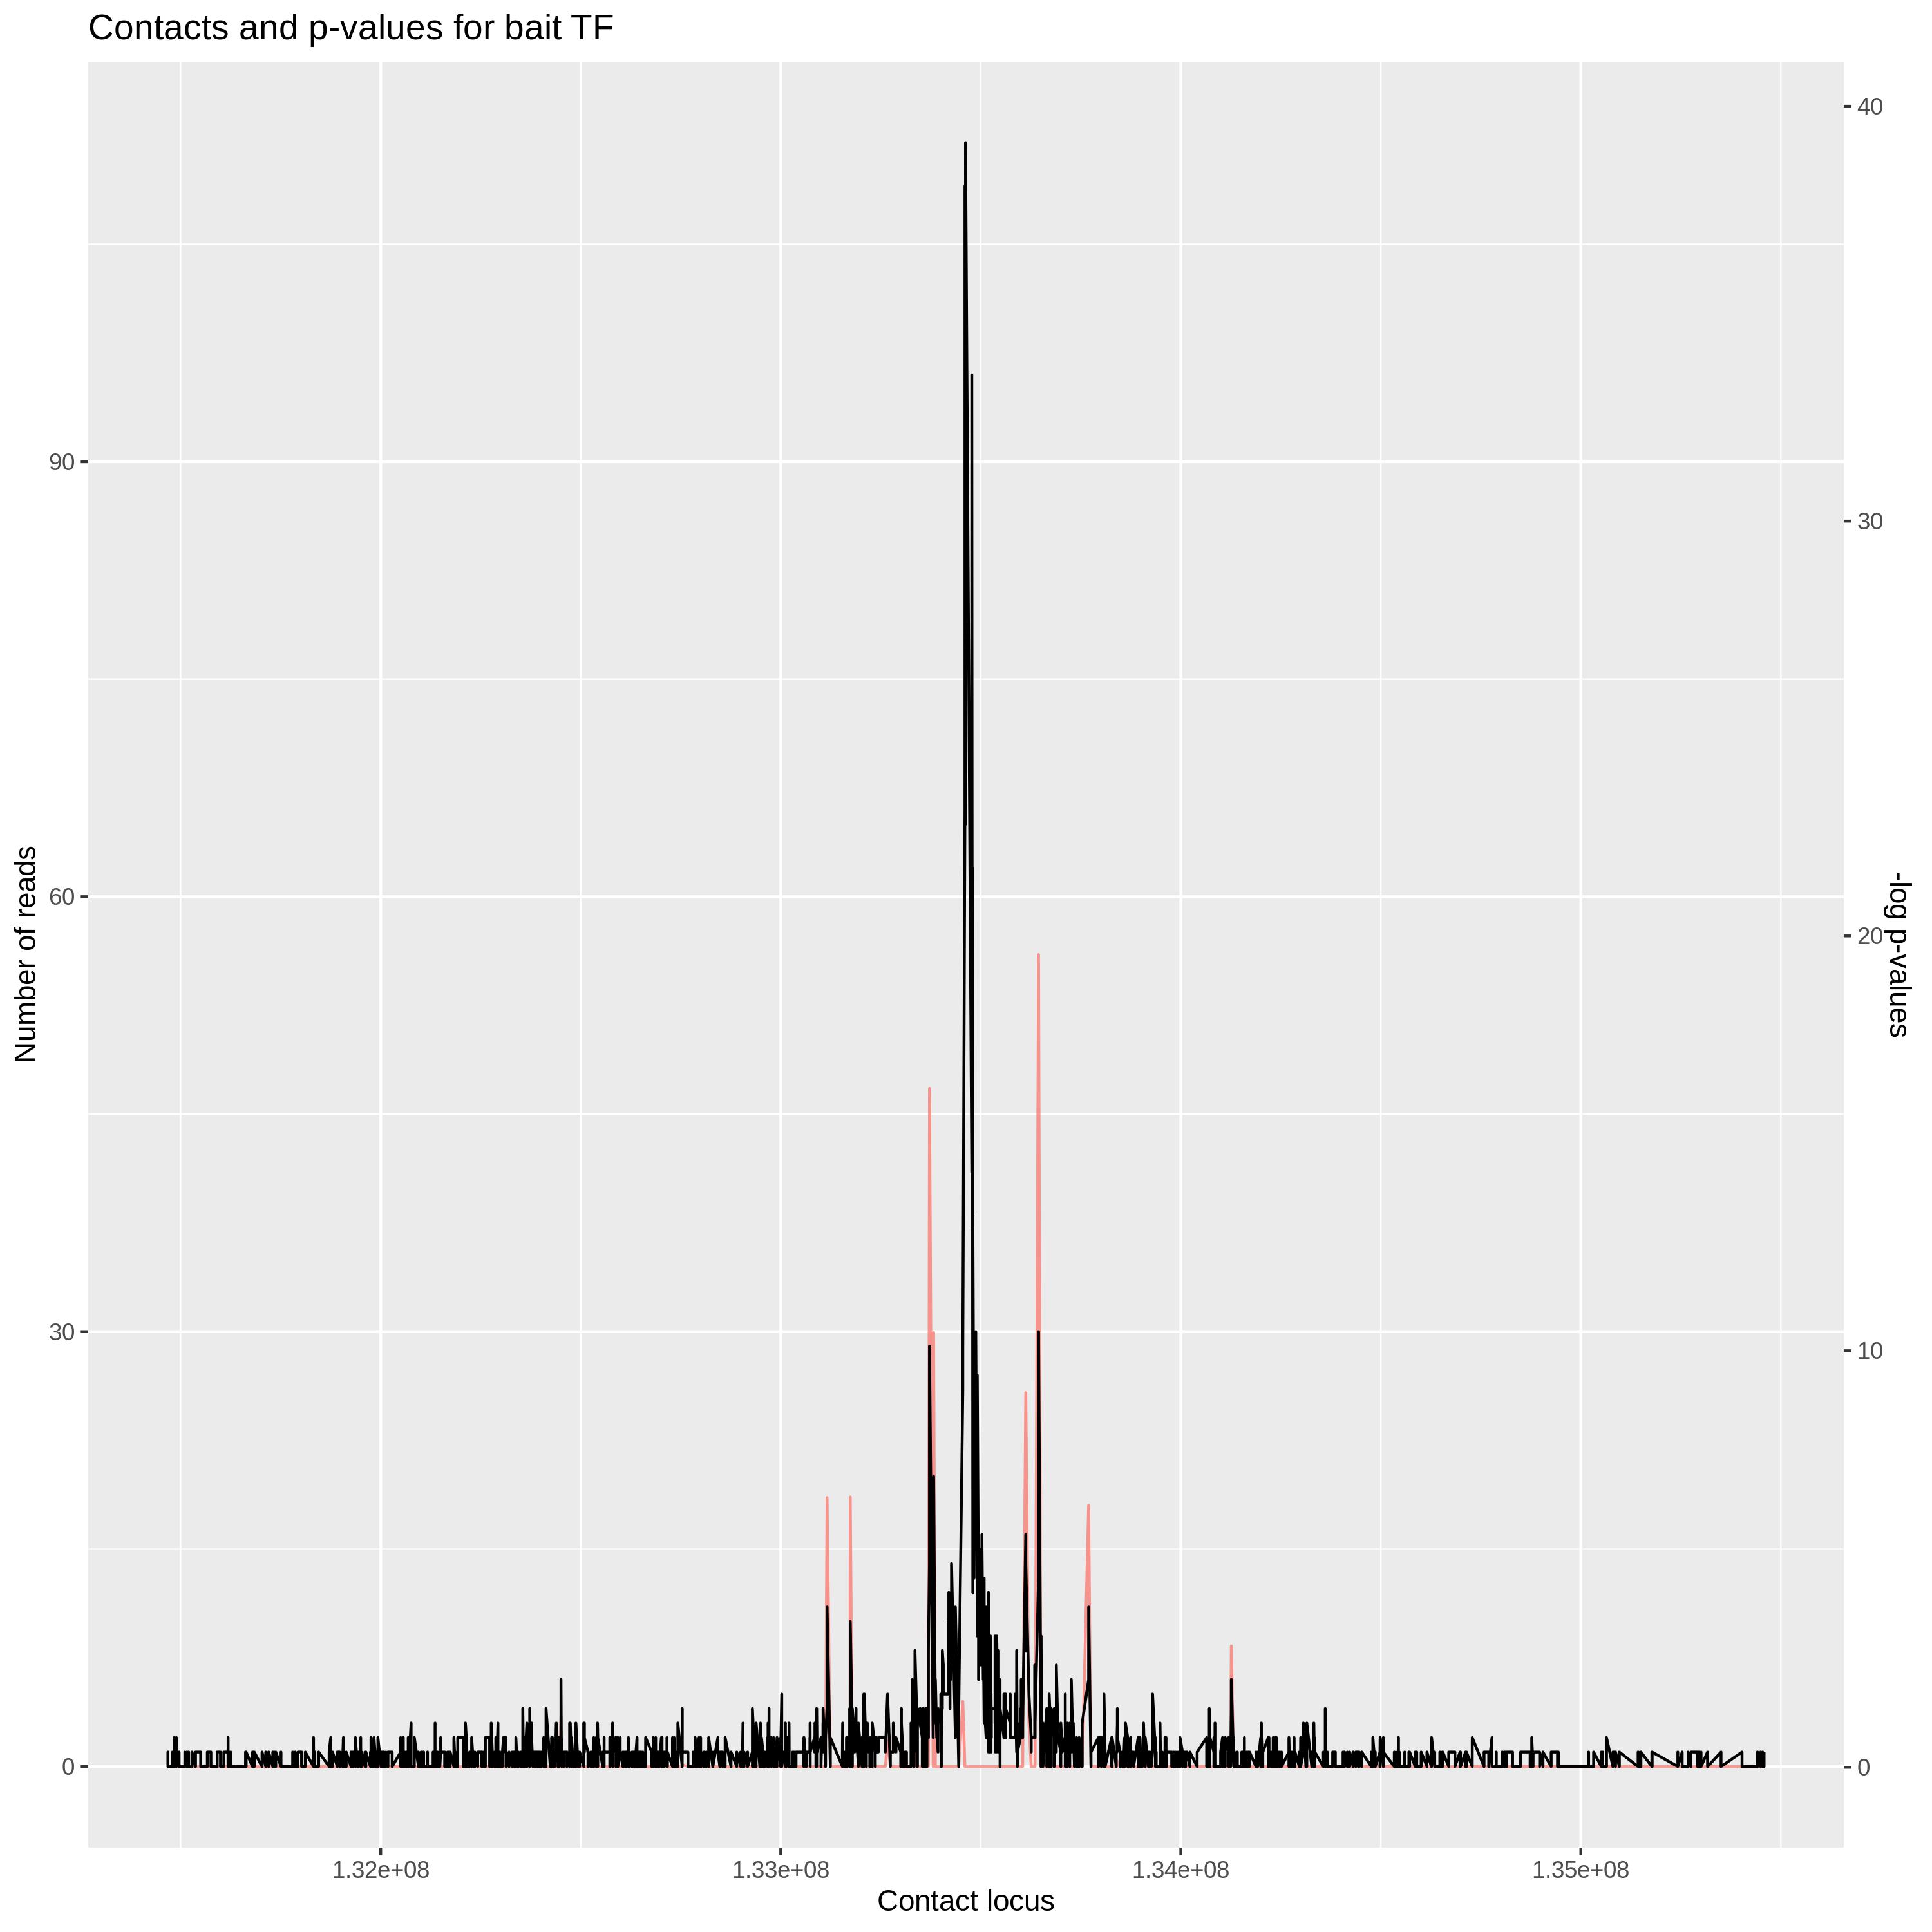 Contacts and p-values for bait TF
Number of reads
90
60
30
0
40
30
20
10
0
-log p-values
1.32e+08
1.33e+08
1.34e+08
1.35e+08
Contact locus